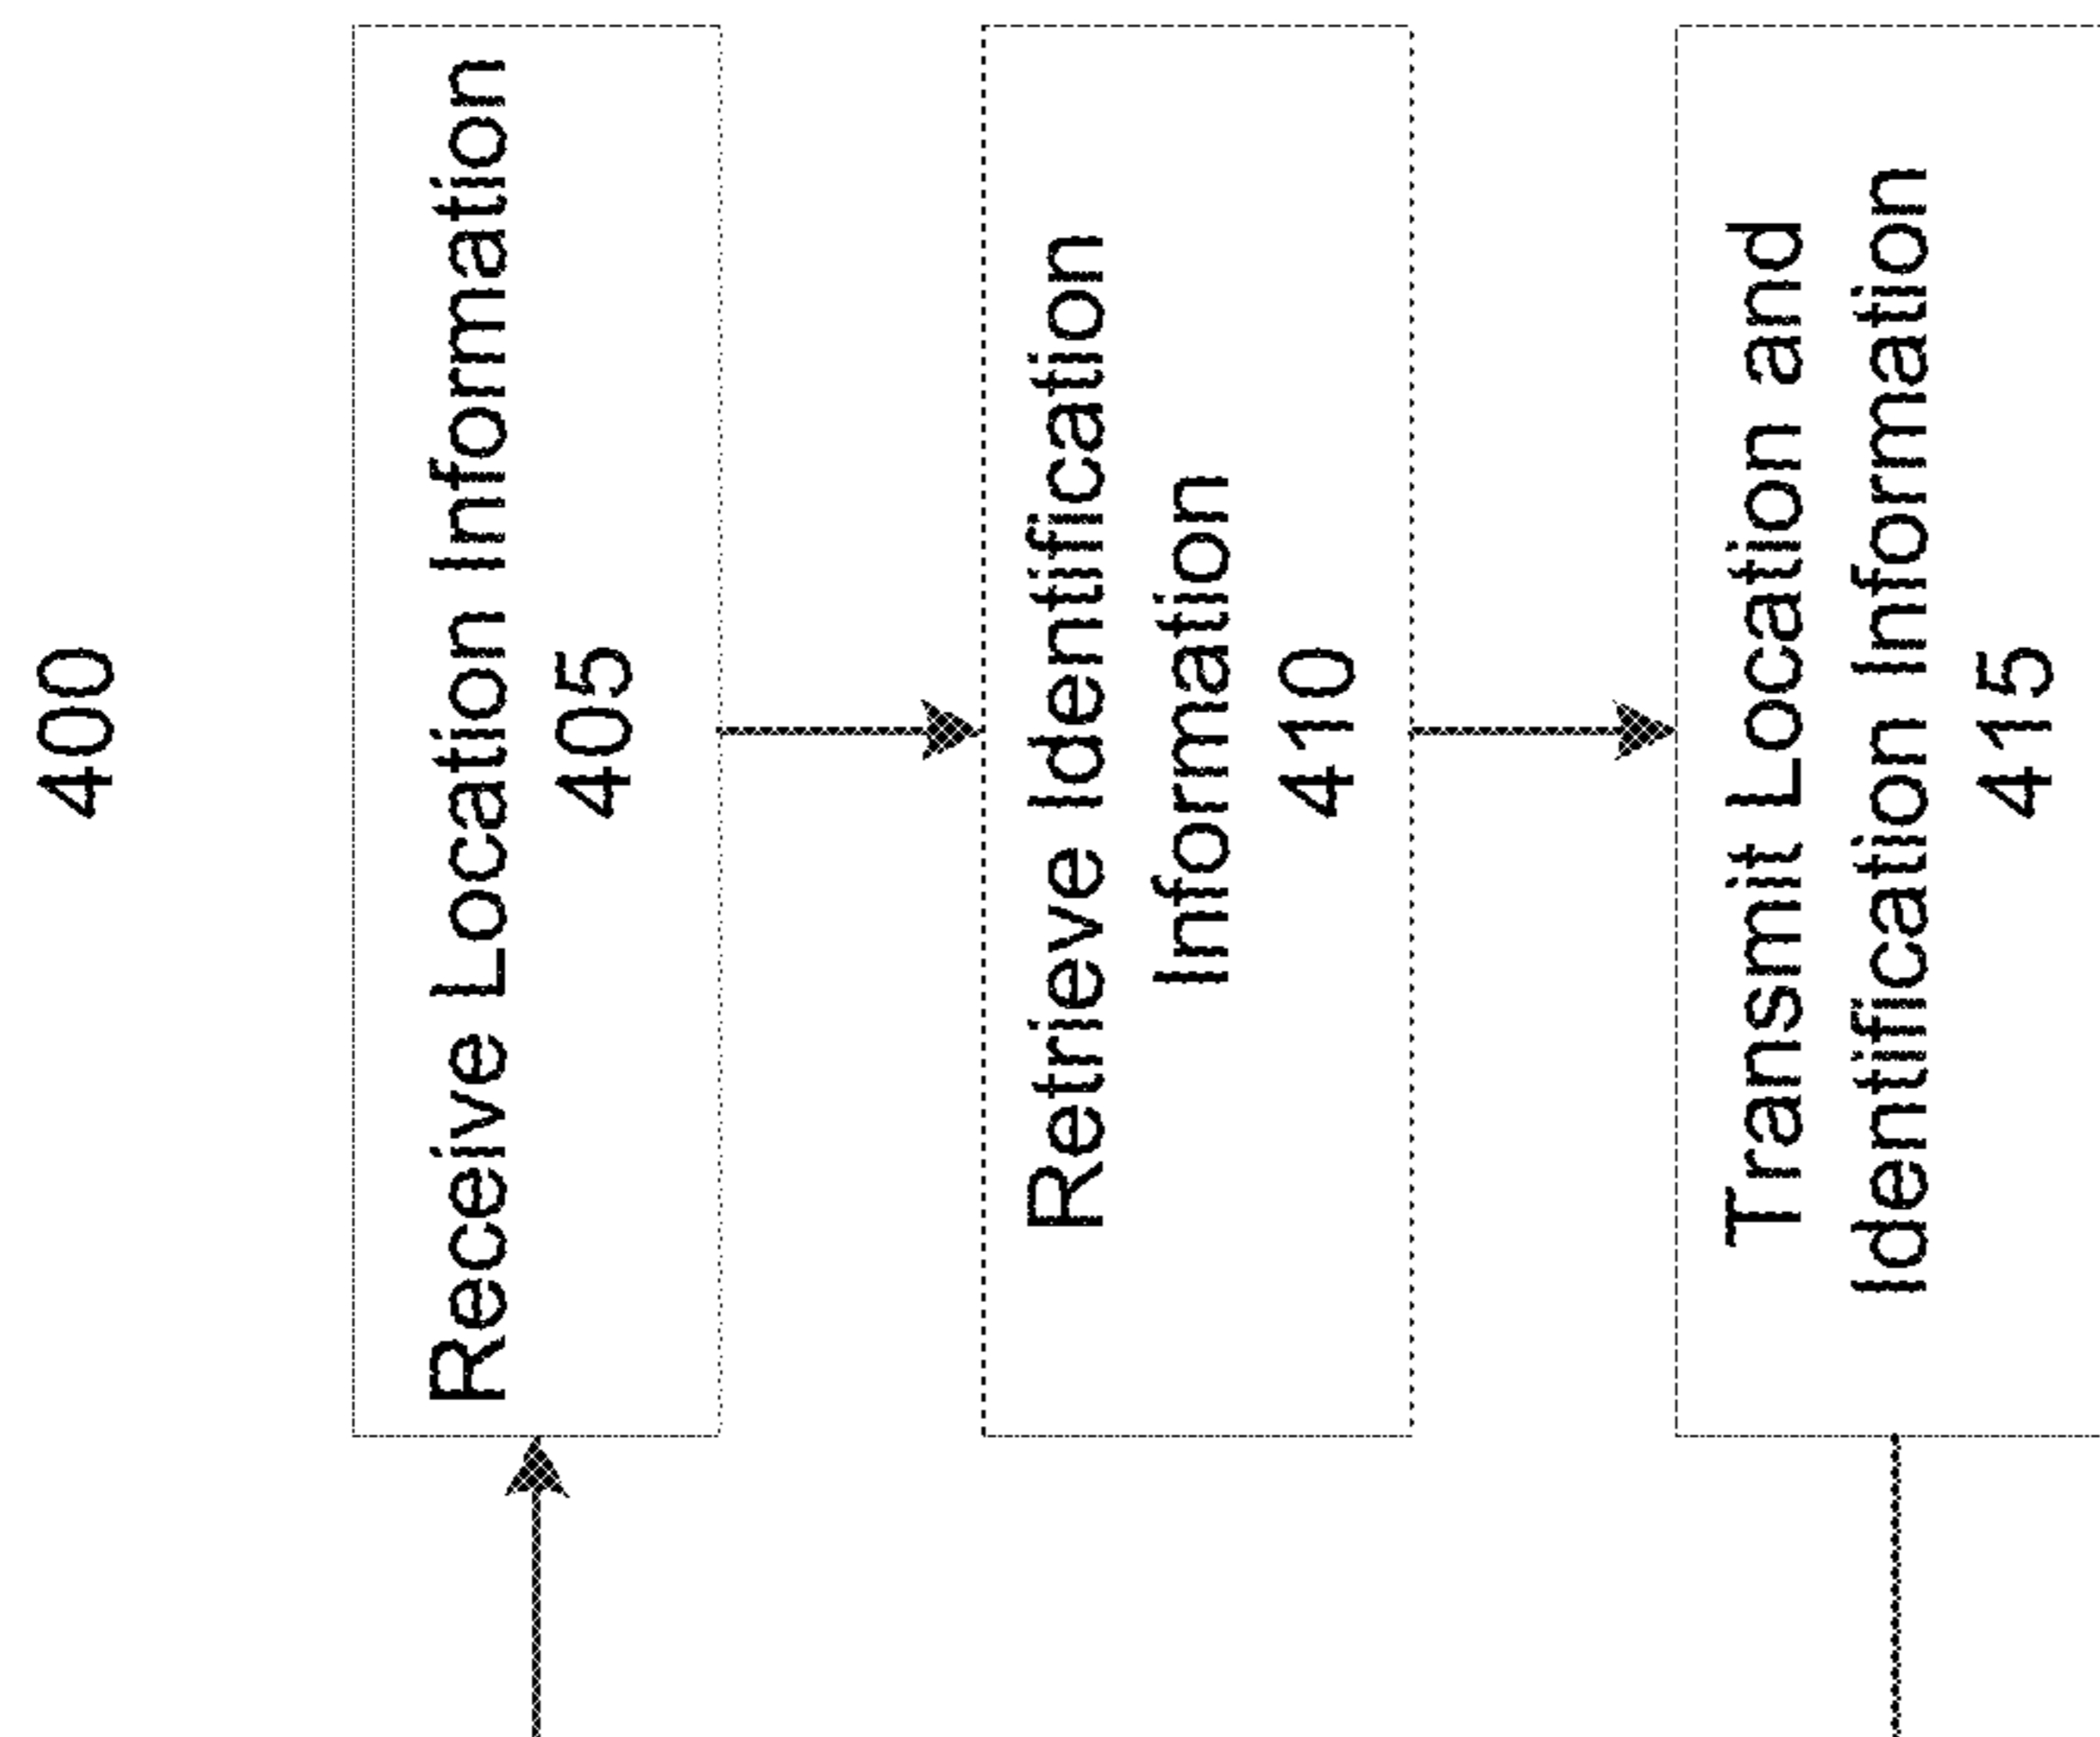 400
Receive Location Information
405
Retrieve Identification
Information
410
Transmit Location and
Identification Information
415